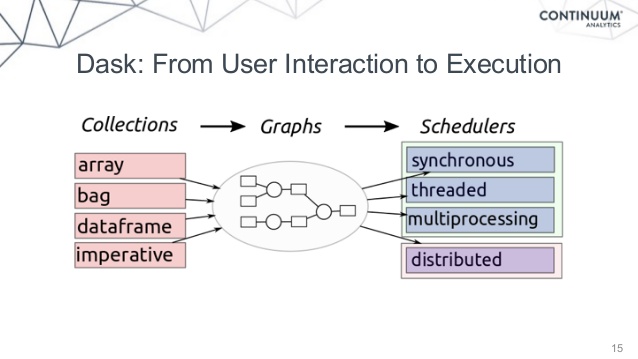 CONTINUUM®
ANALYTICS
Dask: From User Interaction to Execution
Collections
Graphs
Schedulers
array
bag
dataframe
imperative
synchronous
threaded
multiprocessing
distributed
15